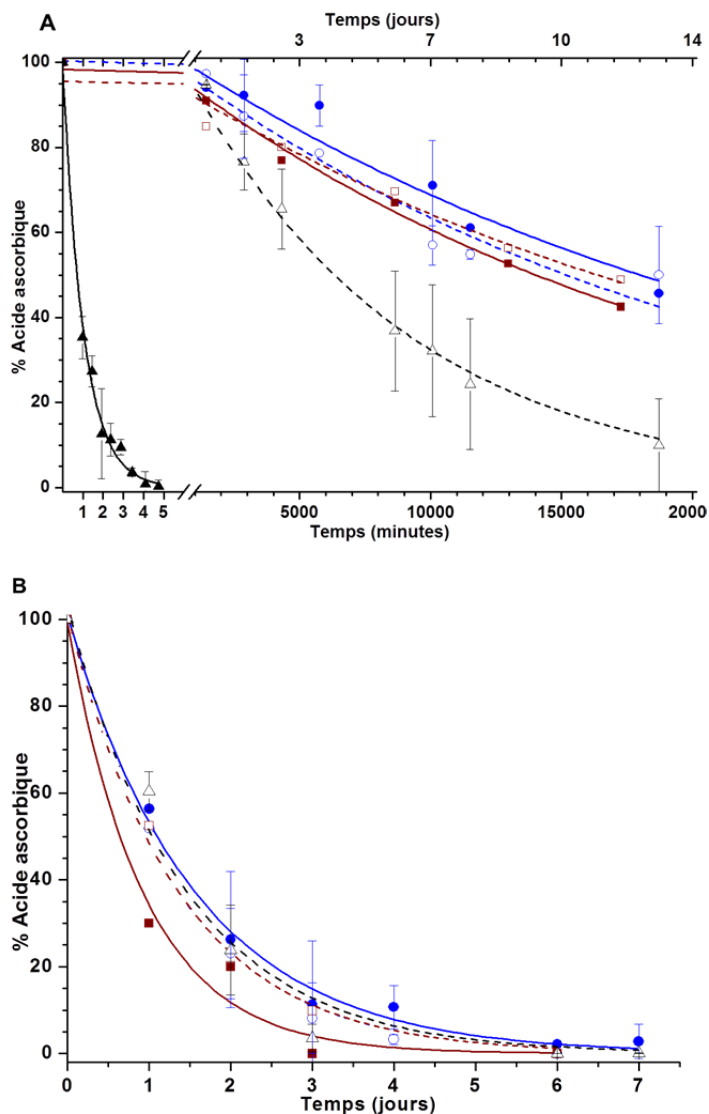 A
Temps (jours)
3 7 10 14
100
80
60
40
20
0
% Acide ascorbique
1 2 3 4 5 5000 10000 15000 2000
Temps (minutes)
B
100
80
60
40
20
0
% Acide ascorbique
0 1 2 3 4 5 6 7
Temps (jours)